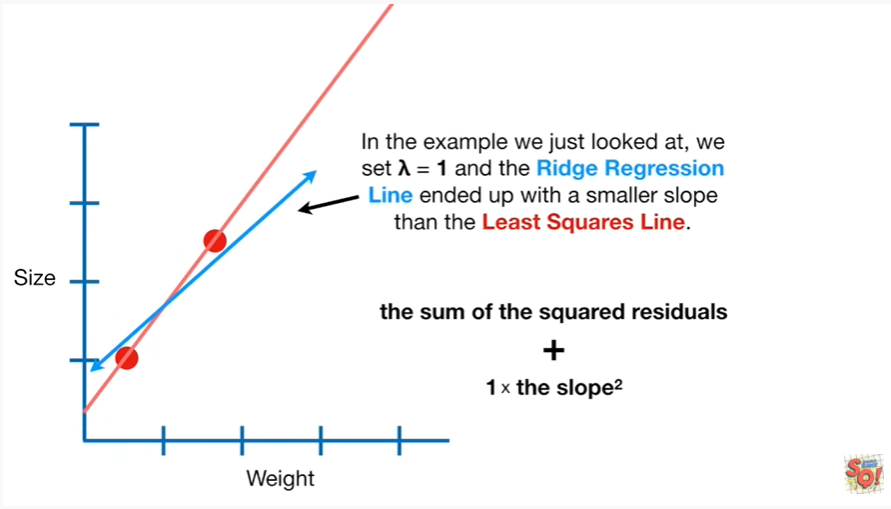 In the example we just looked at, we
set λ = 1 and the Ridge Regression
Line ended up with a smaller slope
than the Least Squares Line.
Size
the sum of the squared residuals
+
1 × the slope²
Weight
SQ!